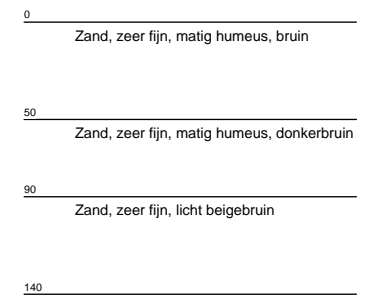 0
Zand, zeer fijn, matig humeus, bruin
50
Zand, zeer fijn, matig humeus, donkerbruin
90
Zand, zeer fijn, licht beigebruin
140